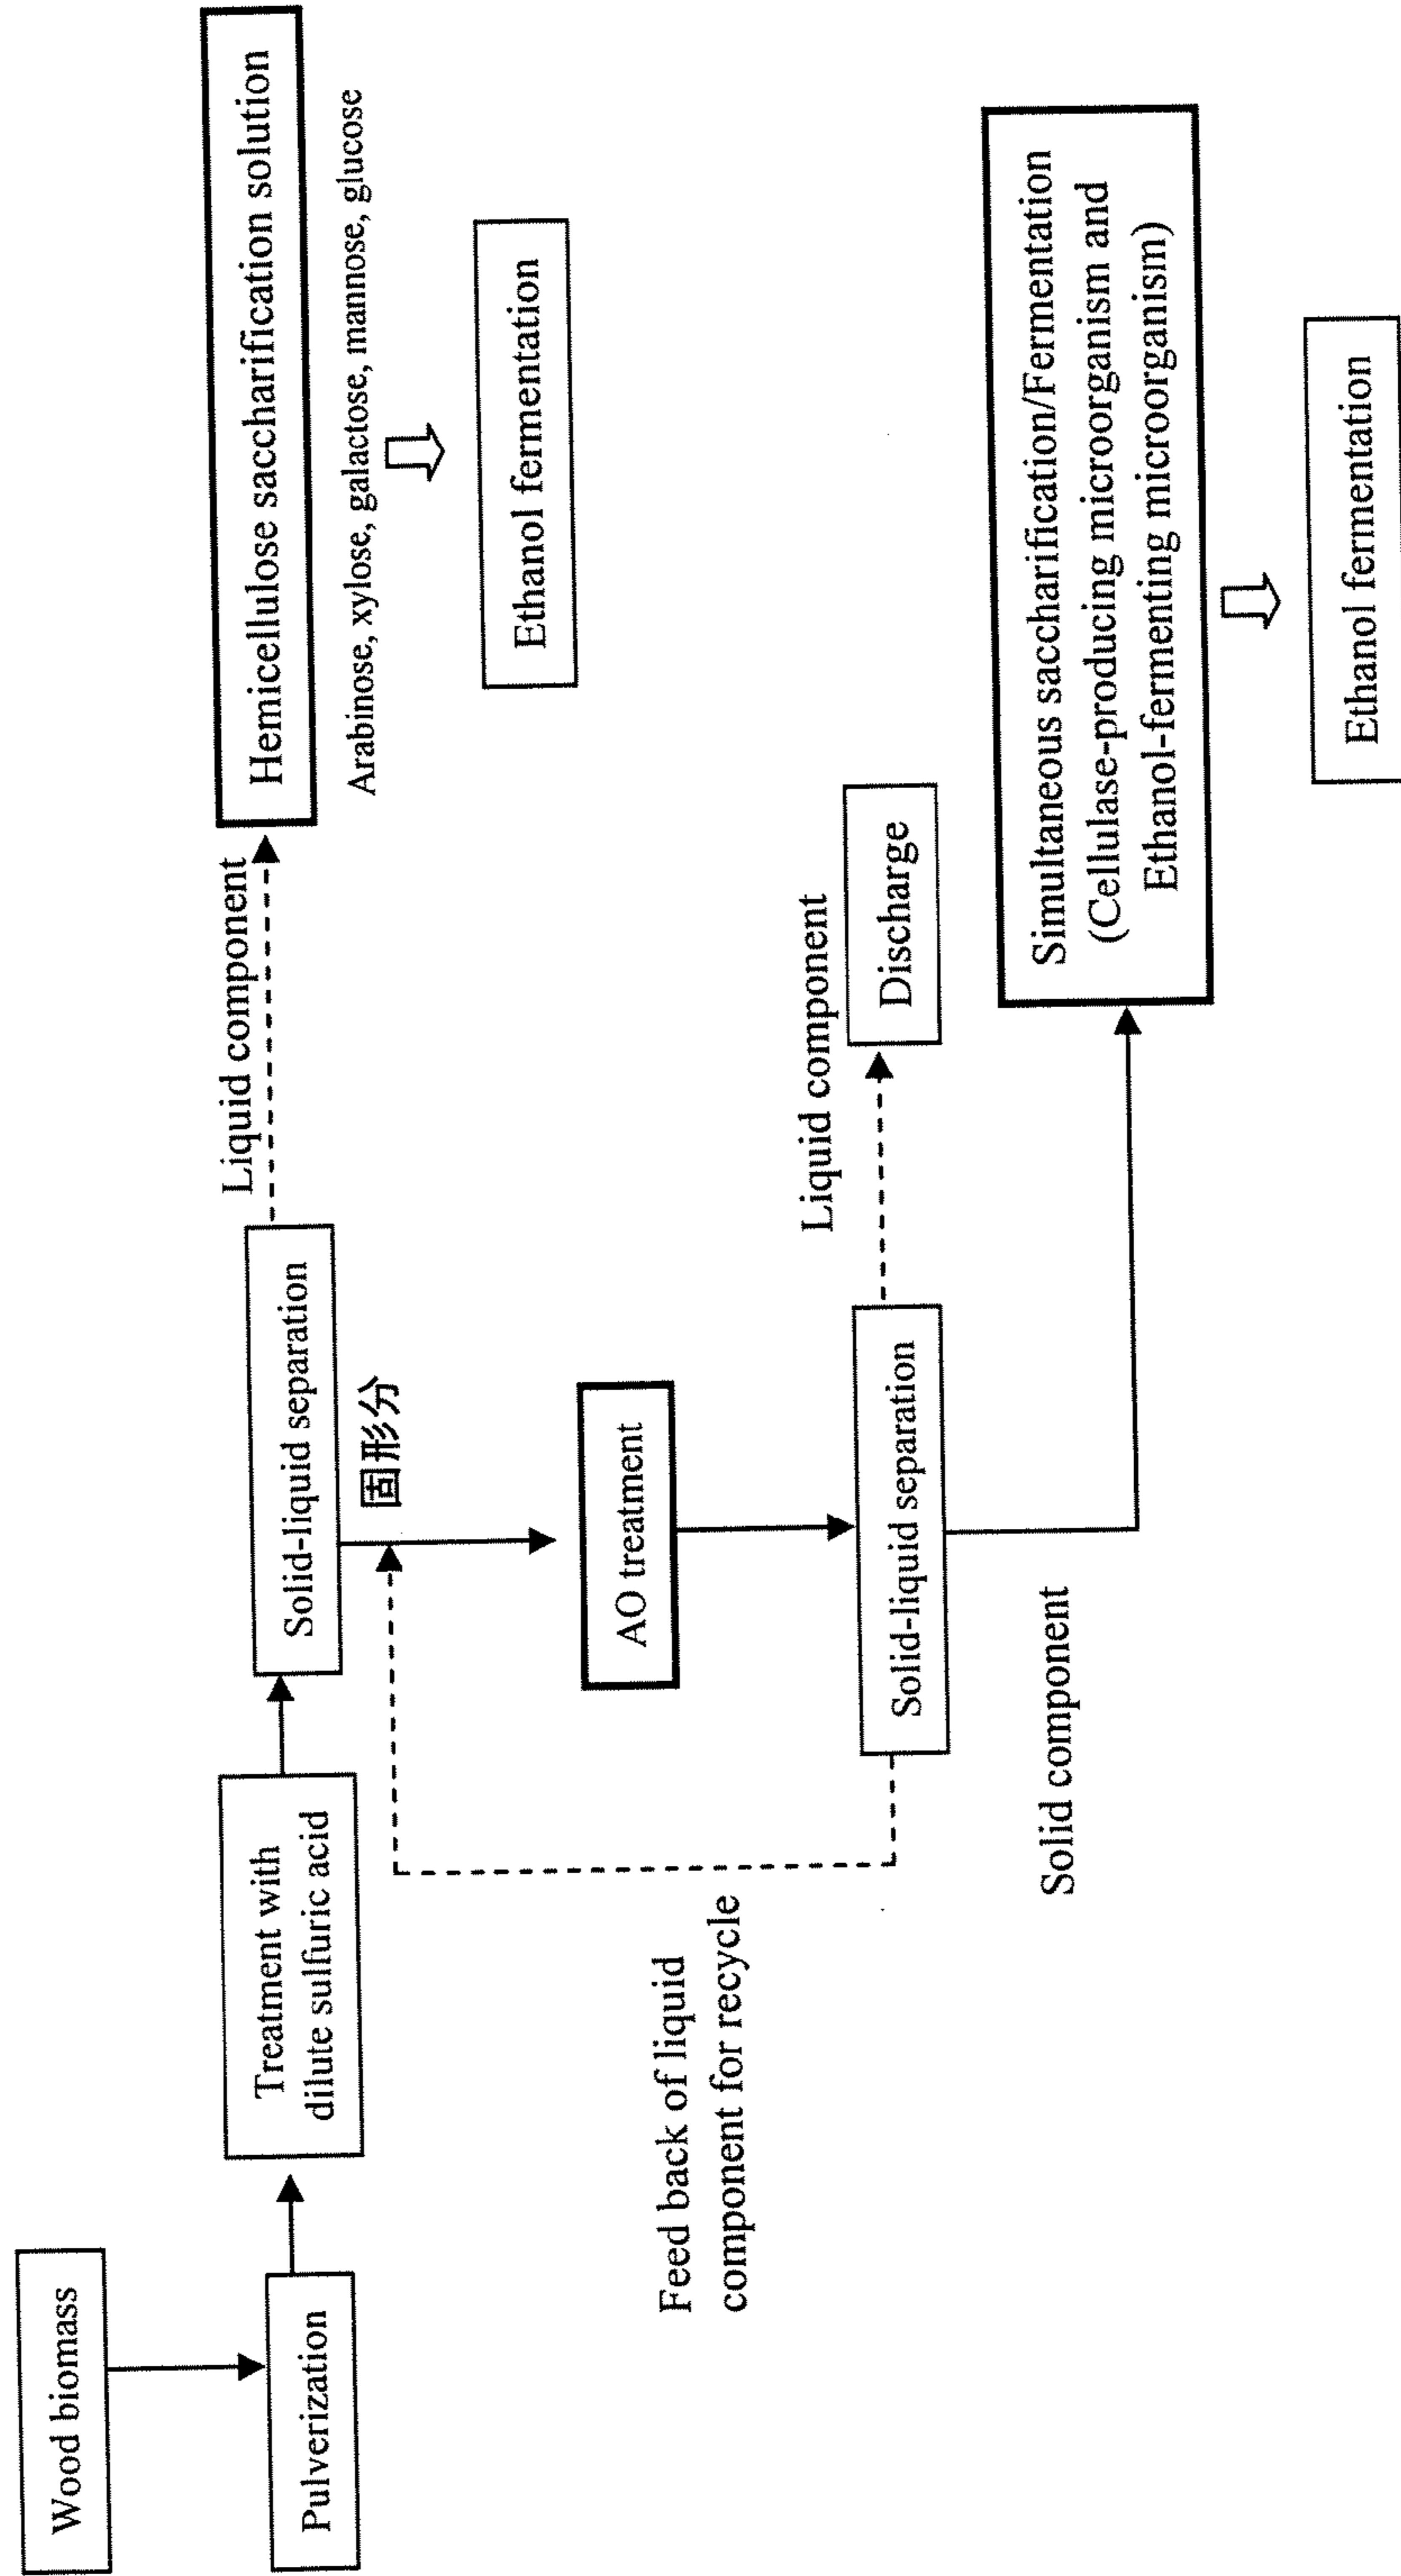 Wood biomass
Pulverization
Treatment with
dilute sulfuric acid
Solid-liquid separation
Liquid component
Hemicellulose saccharification solution
Arabinose, xylose, galactose, mannose, glucose
Ethanol fermentation
固形分
AO treatment
Feed back of liquid
component for recycle
Solid-liquid separation
Liquid component
Discharge
Solid component
Simultaneous saccharification/Fermentation
(Cellulase-producing microorganism and
Ethanol-fermenting microorganism)
Ethanol fermentation